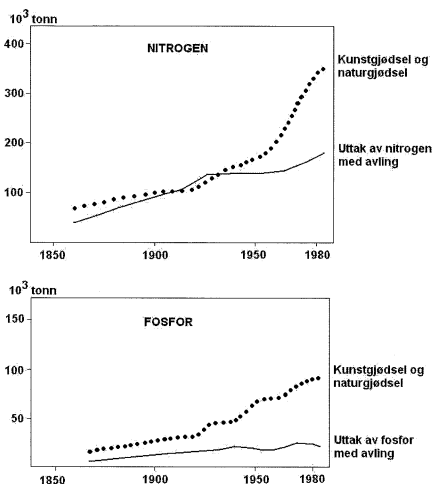 10³ tonn
NITROGEN
400
300
200
100
Kunstgjødsel og
naturgjødsel
Uttak av nitrogen
med avling
1850
1900
1950
1980
10³ tonn
FOSFOR
150
100
50
Kunstgjødsel og
naturgjødsel
Uttak av fosfor
med avling
1850
1900
1950
1980